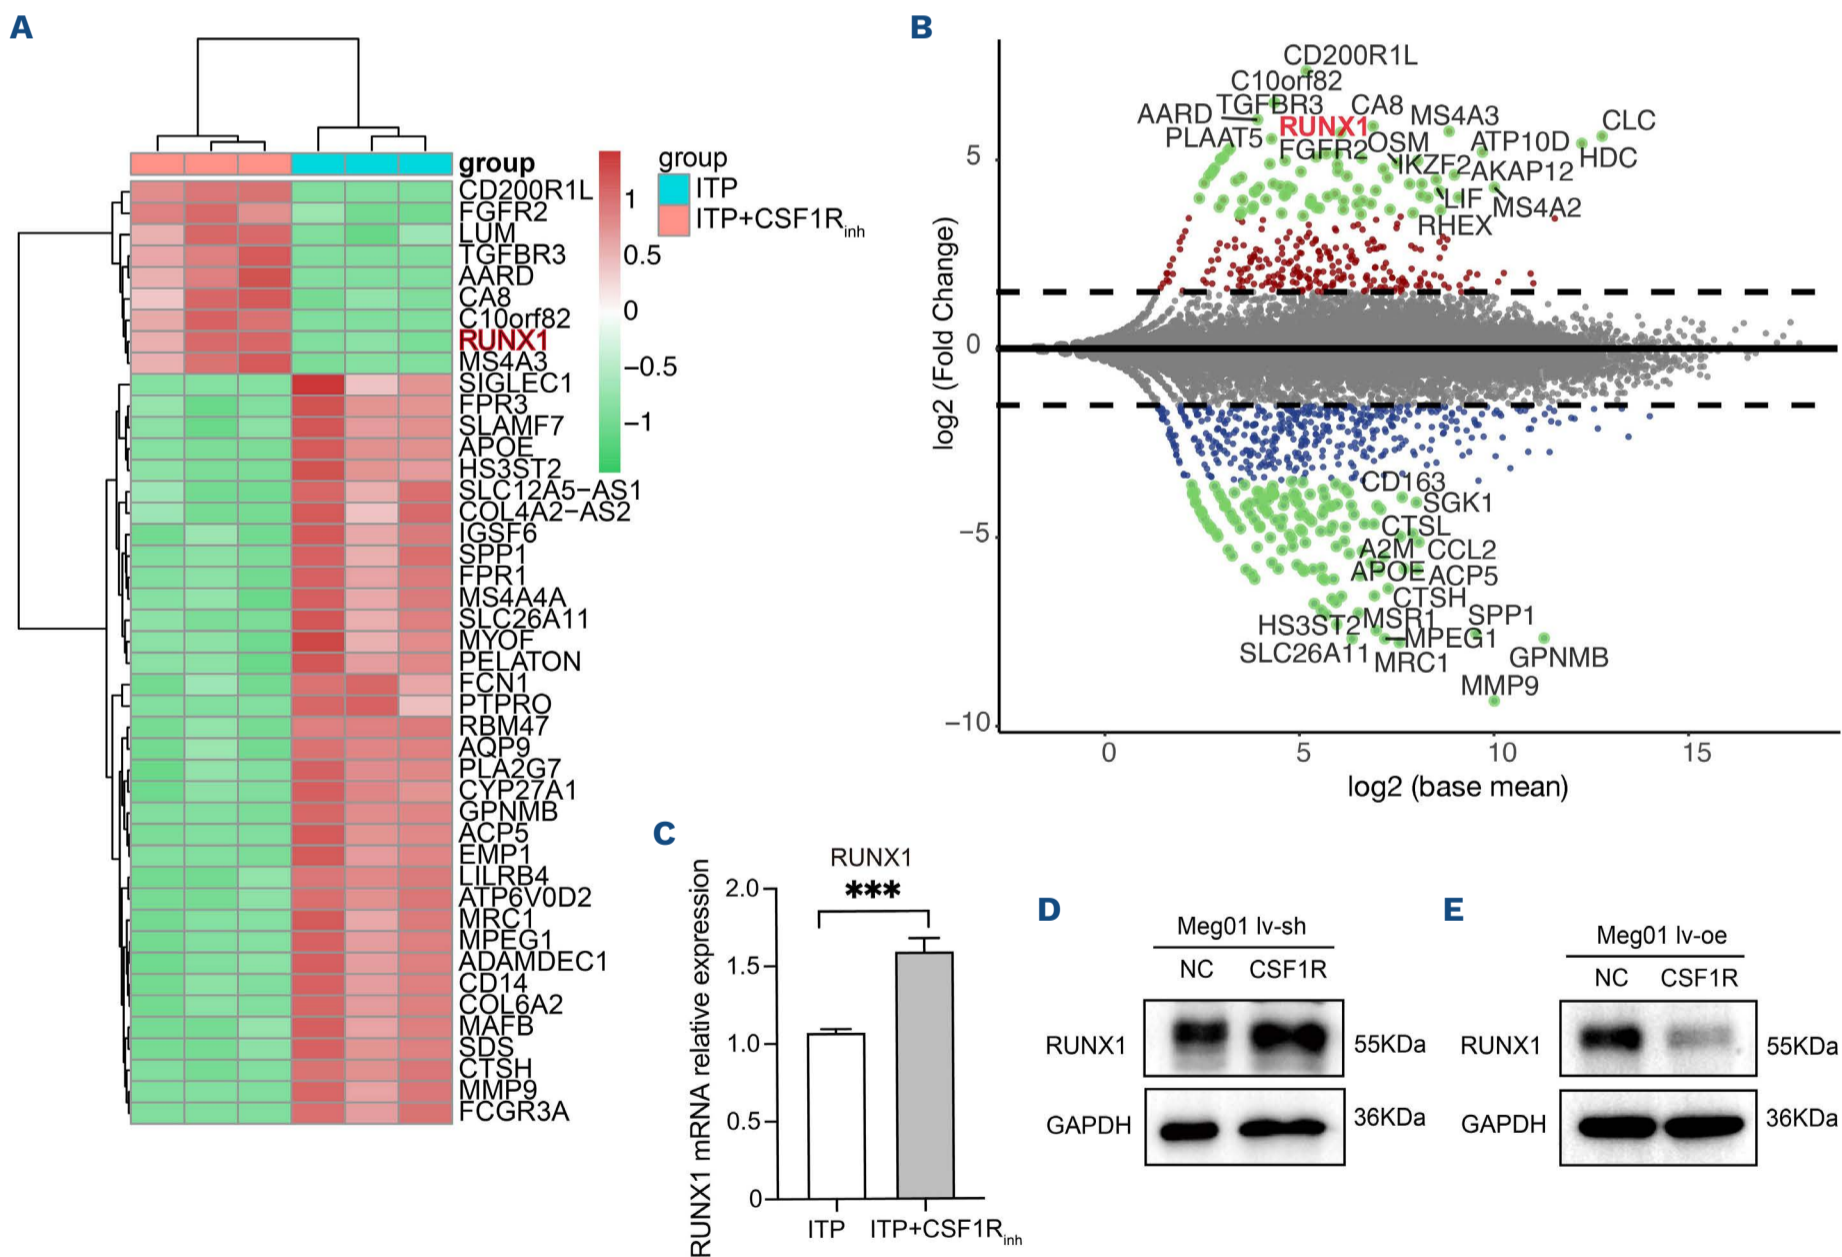 A
group
CD200R1L
FGFR2
LUM
TGFBR3
AARD
CA8
C10orf82
RUNX1
MS4A3
SIGLEC1
FPR3
SLAMF7
APOE
HS3ST2
SLC12A5−AS1
COL4A2−AS2
IGSF6
SPP1
FPR1
MS4A4A
SLC26A11
MYOF
PELATON
FCN1
PTPRO
RBM47
AQP9
PLA2G7
CYP27A1
GPNMB
ACP5
EMP1
LILRB4
ATP6V0D2
MRC1
MPEG1
ADAMDEC1
CD14
COL6A2
MAFB
SDS
CTSH
MMP9
FCGR3A
1
0.5
0
−0.5
−1
group
ITP
ITP+CSF1Rinh
B
log2 (Fold Change)
5
0
−5
−10
CD200R1L
C10orf82
TGFBR3
CA8
AARD
MS4A3
CLC
RUNX1
PLAAT5
FGFR2
OSM
ATP10D
HDC
IKZF2
AKAP12
LIF
MS4A2
RHEX
CD163
SGK1
CTSL
A2M
CCL2
APOE
ACP5
CTSH
HS3ST2
MSR1
SPP1
MPEG1
SLC26A11
MRC1
GPNMB
MMP9
0
5
10
15
log2 (base mean)
C
RUNX1
***
RUNX1 mRNA relative expression
2.0
1.5
1.0
0.5
0
ITP
ITP+CSF1Rinh
D
Meg01 lv-sh
NC CSF1R
RUNX1 55KDa
GAPDH 36KDa
E
Meg01 lv-oe
NC CSF1R
RUNX1 55KDa
GAPDH 36KDa